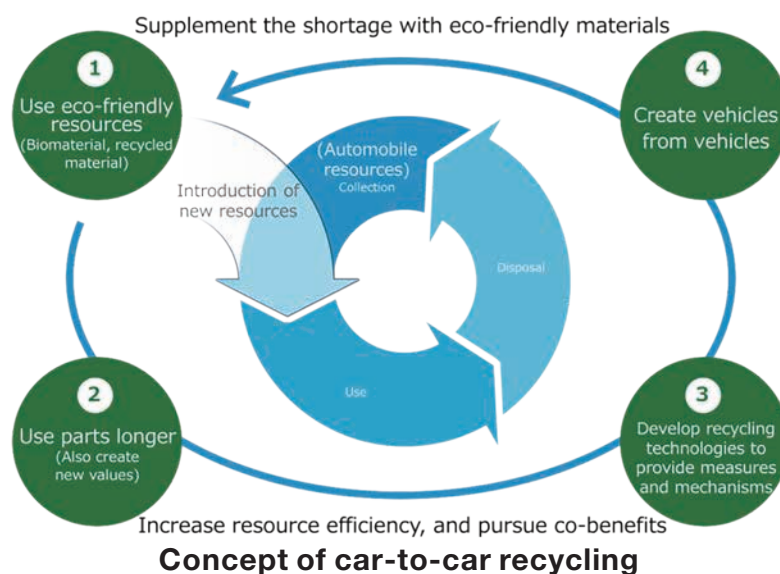 Supplement the shortage with eco-friendly materials
1
Use eco-friendly
resources
(Biomaterial, recycled
material)
4
Create vehicles
from vehicles
(Automobile
resources)
Collection
Introduction of
new resources
Disposal
Use
2
Use parts longer
(Also create
new values)
3
Develop recycling
technologies to
provide measures
and mechanisms
Increase resource efficiency, and pursue co-benefits
Concept of car-to-car recycling